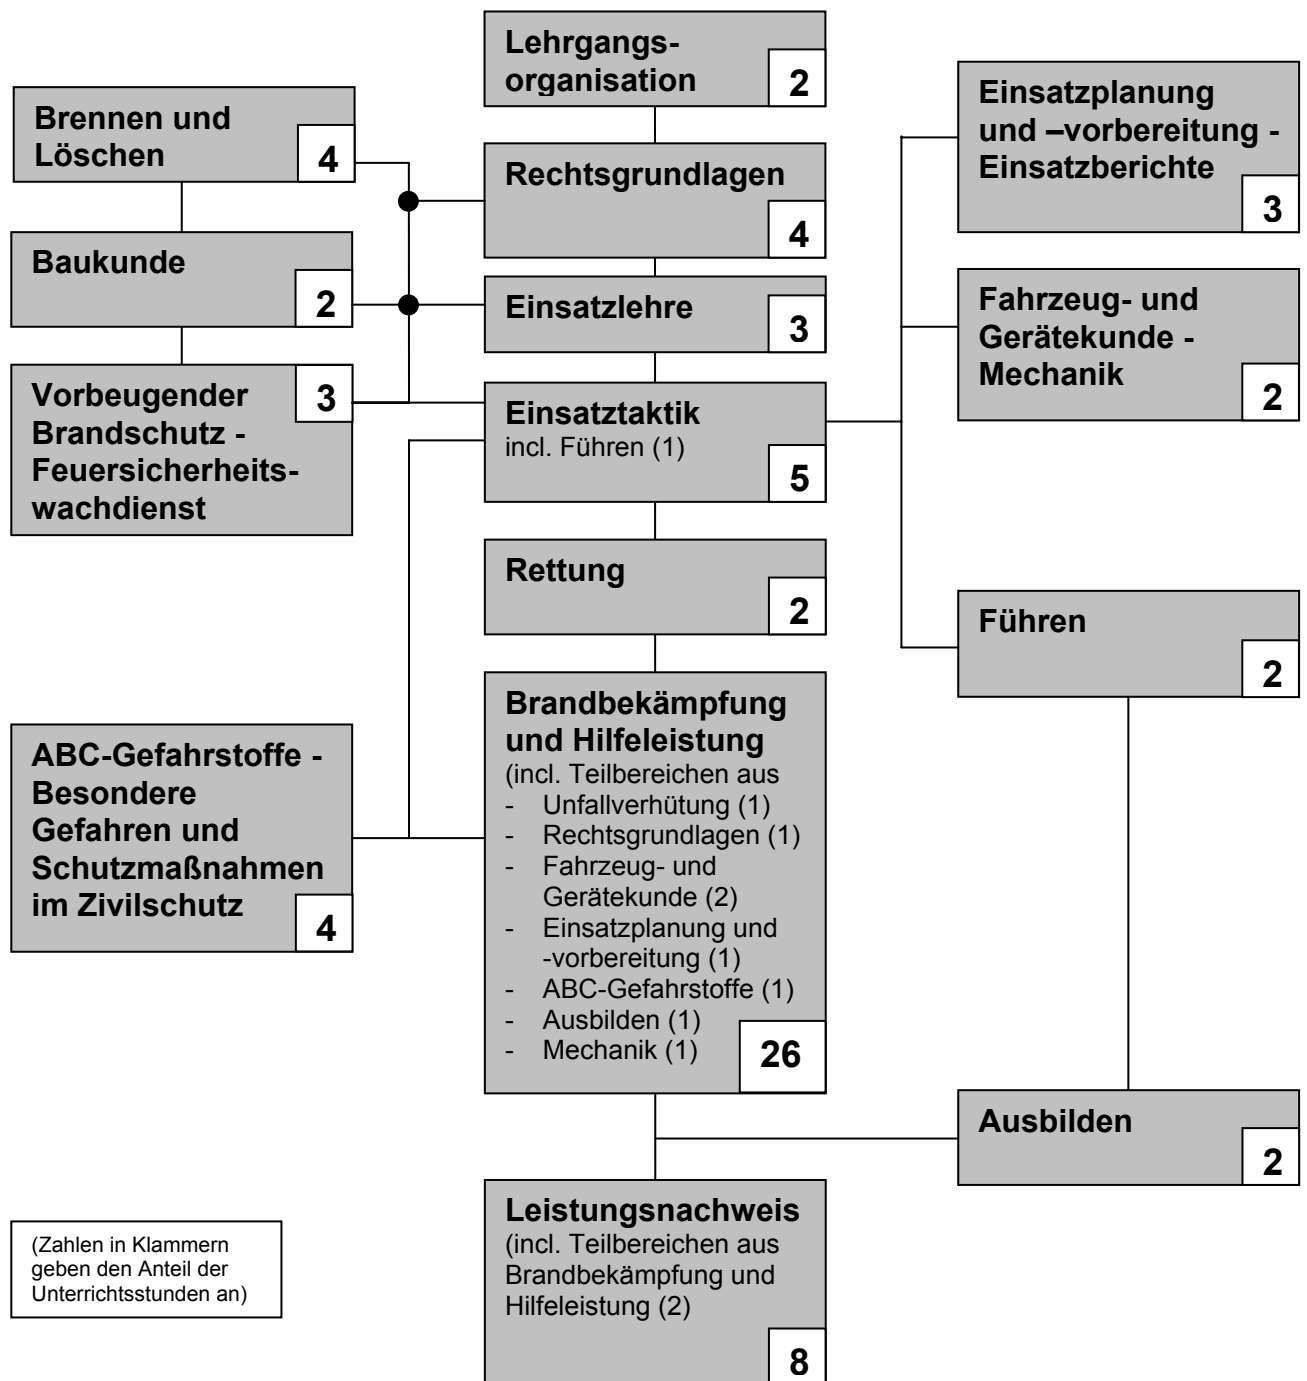 Lehrgangs-
organisation
2
Brennen und
Löschen
4
Rechtsgrundlagen
4
Einsatzplanung
und –vorbereitung -
Einsatzberichte
3
Baukunde
2
Einsatzlehre
3
Fahrzeug- und
Gerätekunde -
Mechanik
2
Vorbeugender
Brandschutz -
Feuersicherheits-
wachdienst
3
Einsatztaktik
incl. Führen (1)
5
Rettung
2
Führen
2
ABC-Gefahrstoffe -
Besondere
Gefahren und
Schutzmaßnahmen
im Zivilschutz
4
Brandbekämpfung
und Hilfeleistung
(incl. Teilbereichen aus
- Unfallverhütung (1)
- Rechtsgrundlagen (1)
- Fahrzeug- und
Gerätekunde (2)
- Einsatzplanung und
-vorbereitung (1)
- ABC-Gefahrstoffe (1)
- Ausbilden (1)
- Mechanik (1)
26
Ausbilden
2
Leistungsnachweis
(incl. Teilbereichen aus
Brandbekämpfung und
Hilfeleistung (2)
8
(Zahlen in Klammern
geben den Anteil der
Unterrichtsstunden an)